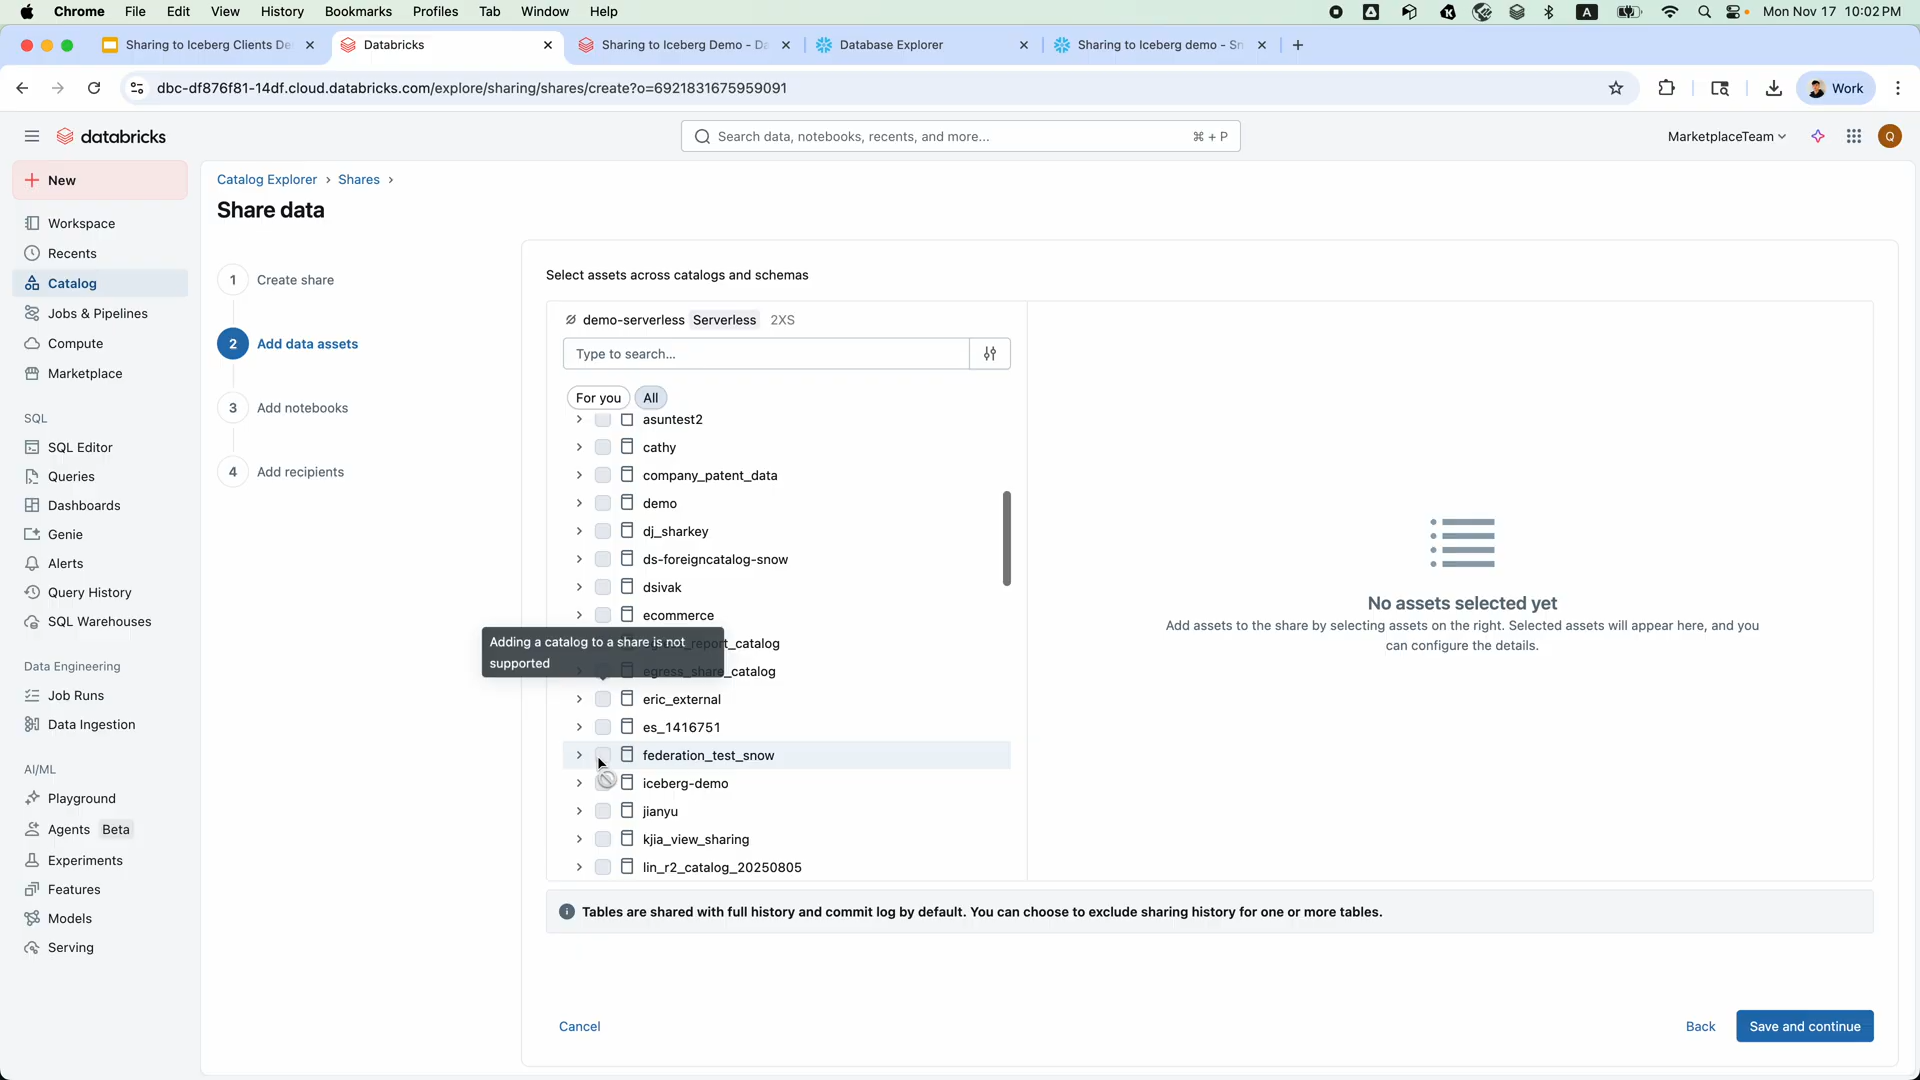 Chrome File Edit View History Bookmarks Profiles Tab Window Help
A Mon Nov 17 10:02 PM
Sharing to Iceberg Clients De
Databricks
Sharing to Iceberg Demo - Da
Database Explorer
Sharing to Iceberg demo - Sn
dbc-df876f81-14df.cloud.databricks.com/explore/sharing/shares/create?o=6921831675959091
Work
databricks
Search data, notebooks, recents, and more...
⌘ + P
MarketplaceTeam
Q
New
Workspace
Recents
Catalog
Jobs & Pipelines
Compute
Marketplace
SQL
SQL Editor
Queries
Dashboards
Genie
Alerts
Query History
SQL Warehouses
Data Engineering
Job Runs
Data Ingestion
AI/ML
Playground
Agents Beta
Experiments
Features
Models
Serving
Catalog Explorer › Shares ›
Share data
1 Create share
2 Add data assets
3 Add notebooks
4 Add recipients
Select assets across catalogs and schemas
demo-serverless Serverless 2XS
Type to search...
For you All
asuntest2
cathy
company_patent_data
demo
dj_sharkey
ds-foreigncatalog-snow
dsivak
ecommerce
Adding a catalog to a share is not
supported
report_catalog
egress_share_catalog
eric_external
es_1416751
federation_test_snow
iceberg-demo
jianyu
kjia_view_sharing
lin_r2_catalog_20250805
No assets selected yet
Add assets to the share by selecting assets on the right. Selected assets will appear here, and you
can configure the details.
Tables are shared with full history and commit log by default. You can choose to exclude sharing history for one or more tables.
Cancel
Back
Save and continue